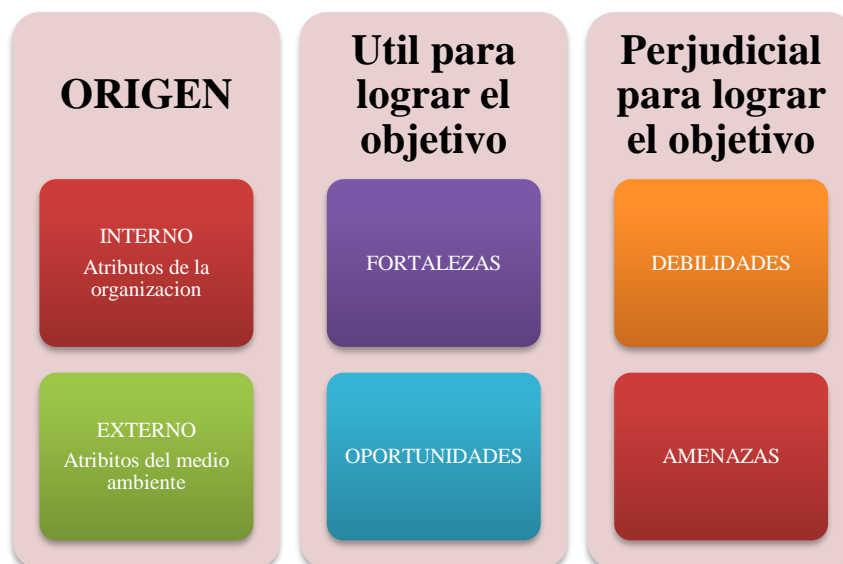 ORIGEN
INTERNO
Atributos de la
organizacion
EXTERNO
Atribitos del medio
ambiente
Util para
lograr el
objetivo
FORTALEZAS
OPORTUNIDADES
Perjudicial
para lograr
el objetivo
DEBILIDADES
AMENAZAS